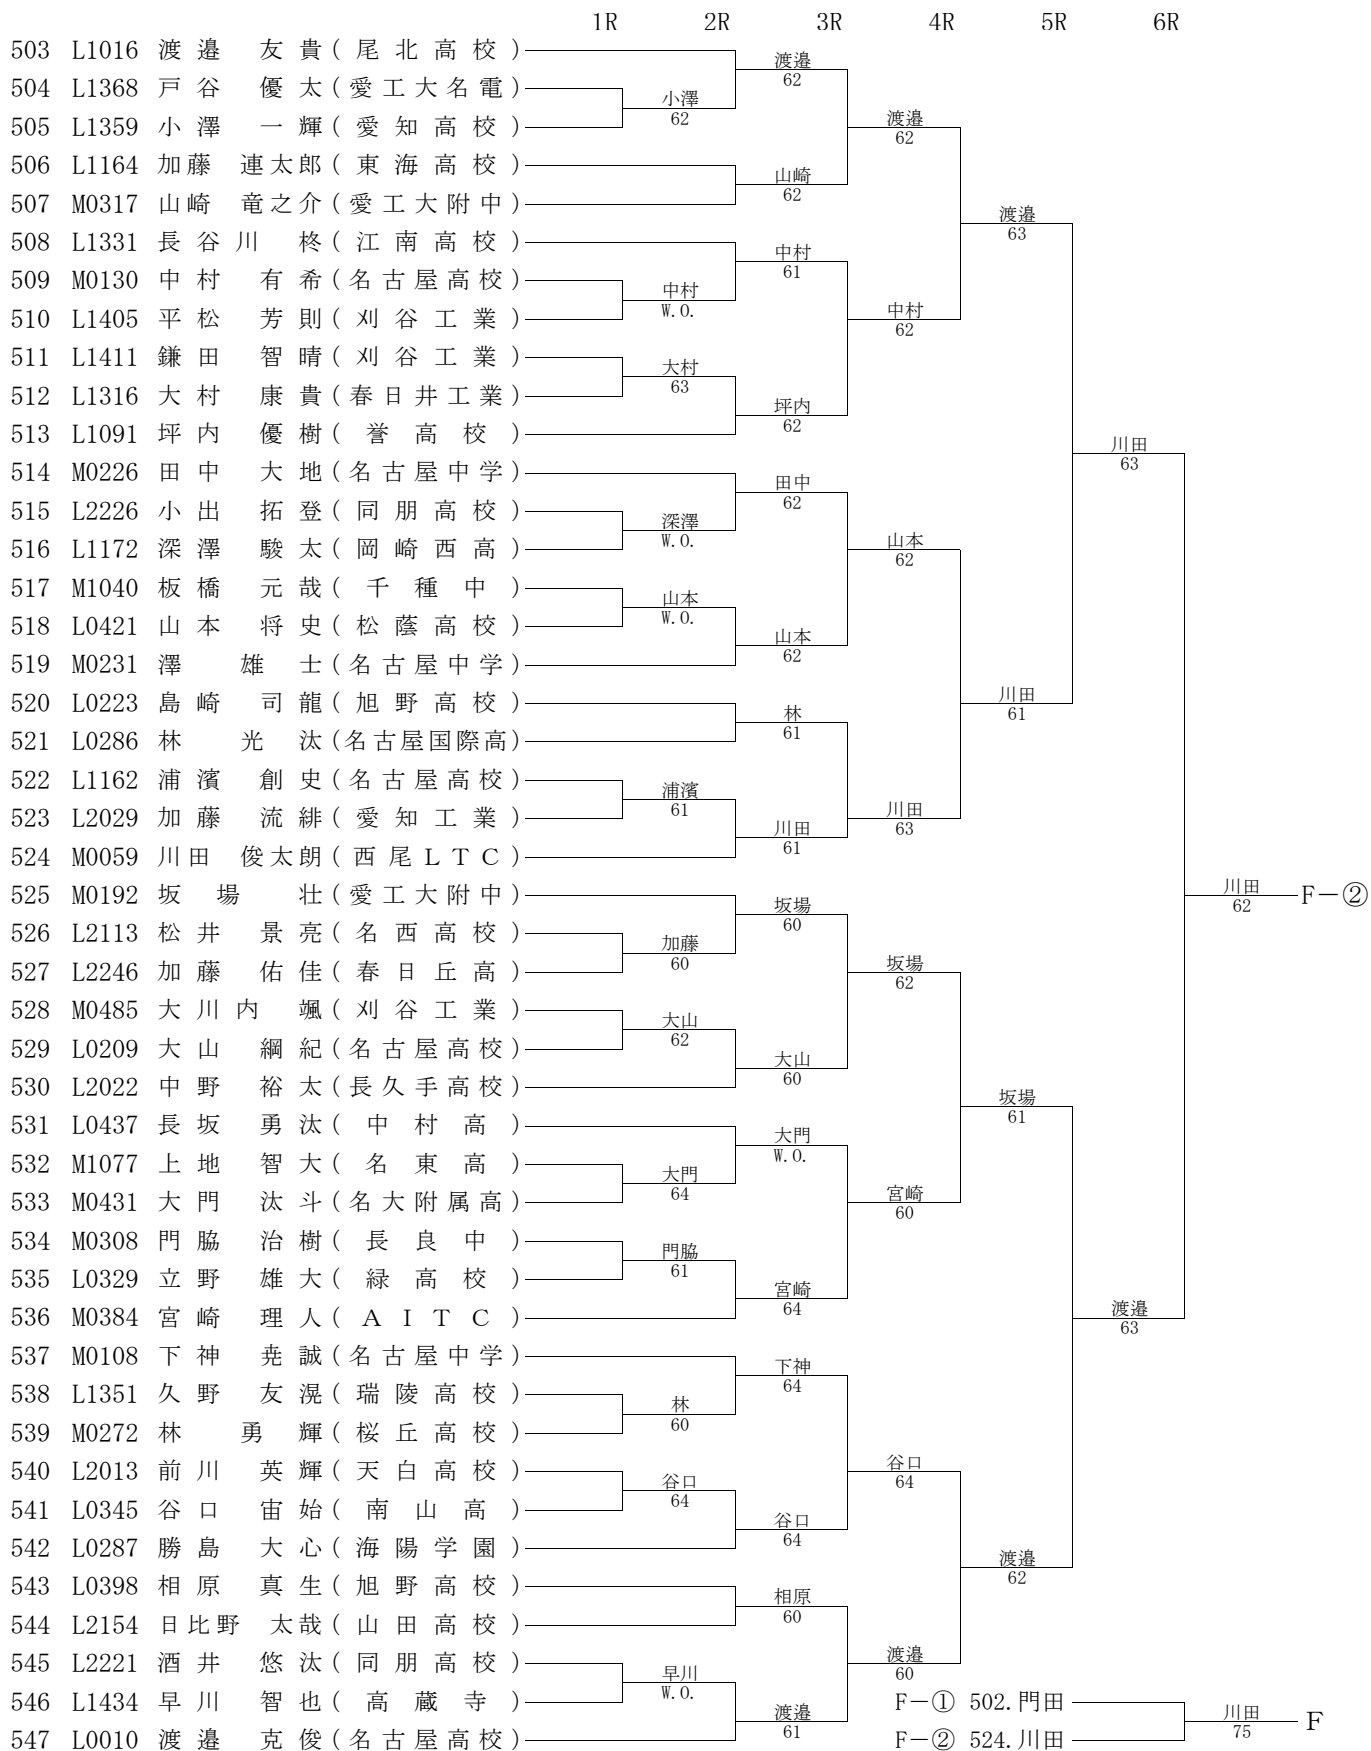 1R 2R 3R 4R 5R 6R
503 L1016 渡邉 友貴(尾北高校)
渡邉
62
504 L1368 戸谷 優太(愛工大名電)
小澤
62
505 L1359 小澤 一輝(愛知高校)
渡邉
62
506 L1164 加藤 連太郎(東海高校)
山崎
62
507 M0317 山崎 竜之介(愛工大附中)
渡邉
63
508 L1331 長谷川 柊(江南高校)
中村
61
509 M0130 中村 有希(名古屋高校)
中村
W.O.
510 L1405 平松 芳則(刈谷工業)
中村
62
511 L1411 鎌田 智晴(刈谷工業)
大村
63
512 L1316 大村 康貴(春日井工業)
坪内
62
513 L1091 坪内 優樹(誉高校)
川田
63
514 M0226 田中 大地(名古屋中学)
田中
62
515 L2226 小出 拓登(同朋高校)
深澤
W.O.
516 L1172 深澤 駿太(岡崎西高)
山本
62
517 M1040 板橋 元哉(千種中)
山本
W.O.
518 L0421 山本 将史(松蔭高校)
山本
62
519 M0231 澤 雄士(名古屋中学)
川田
61
520 L0223 島崎 司龍(旭野高校)
林
61
521 L0286 林 光汰(名古屋国際高)
522 L1162 浦濱 創史(名古屋高校)
浦濱
61
523 L2029 加藤 流緋(愛知工業)
川田
63
川田
61
524 M0059 川田 俊太朗(西尾LTC)
525 M0192 坂場 壮(愛工大附中)
川田
62
F-②
坂場
60
526 L2113 松井 景亮(名西高校)
加藤
60
527 L2246 加藤 佑佳(春日丘高)
坂場
62
528 M0485 大川内 颯(刈谷工業)
大山
62
529 L0209 大山 綱紀(名古屋高校)
大山
60
530 L2022 中野 裕太(長久手高校)
坂場
61
531 L0437 長坂 勇汰(中村高)
大門
W.O.
532 M1077 上地 智大(名東高)
大門
64
533 M0431 大門 汰斗(名大附属高)
宮崎
60
534 M0308 門脇 治樹(長良中)
門脇
61
535 L0329 立野 雄大(緑高校)
宮崎
64
536 M0384 宮崎 理人(AITC)
渡邉
63
537 M0108 下神 尭誠(名古屋中学)
下神
64
538 L1351 久野 友滉(瑞陵高校)
林
60
539 M0272 林 勇輝(桜丘高校)
540 L2013 前川 英輝(天白高校)
谷口
64
谷口
64
541 L0345 谷口 宙始(南山高)
谷口
64
542 L0287 勝島 大心(海陽学園)
渡邉
62
543 L0398 相原 真生(旭野高校)
相原
60
544 L2154 日比野 太哉(山田高校)
545 L2221 酒井 悠汰(同朋高校)
渡邉
60
早川
W.O.
546 L1434 早川 智也(高蔵寺)
F-① 502.門田
渡邉
61
川田
75
F
547 L0010 渡邉 克俊(名古屋高校)
F-② 524.川田